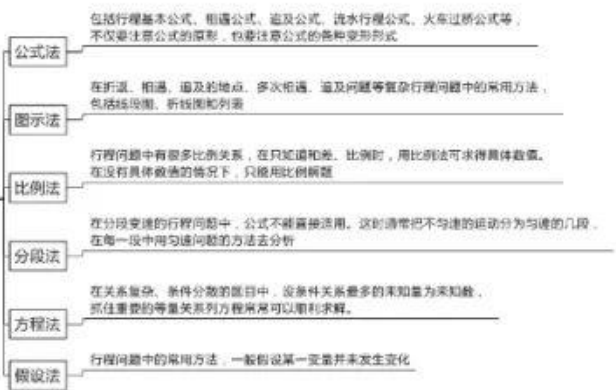 包括行程基本公式、相遇公式、追及公式、流水行程公式、火车过桥公式等，
不仅要注意公式的原形，也要注意公式的各种变形形式
公式法
在折返、相遇、追及的地点、多次相遇、追及问题等复杂行程问题中的常用方法，
包括线段图、折线图和列表
图示法
行程问题中有很多比例关系，在只知道和差、比例时，用比例法可求得具体数值。
在没有具体数值的情况下，只能用比例解题
比例法
在分段变速的行程问题中，公式不能直接适用。这时通常把不匀速的运动分为匀速的几段，
在每一段中用匀速问题的方法去分析
分段法
在关系复杂、条件分散的题目中，设条件关系最多的未知量为未知数，
抓住重要的等量关系列方程常常可以顺利求解。
方程法
行程问题中的常用方法，一般假设某一变量并未发生变化
假设法